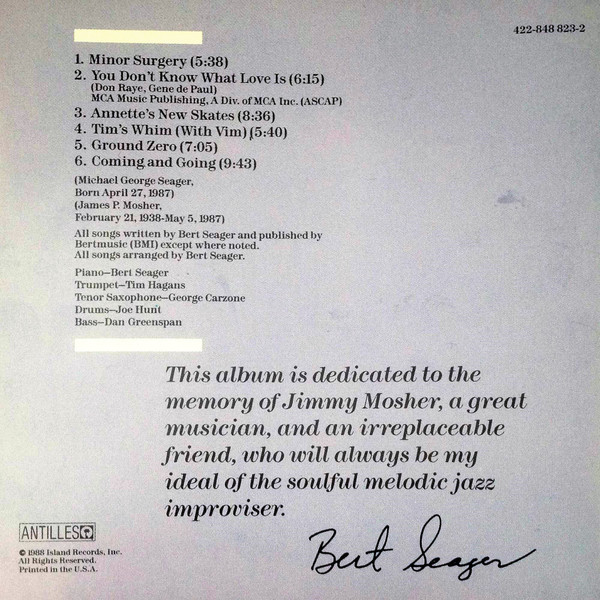 422-848 823-2
1. Minor Surgery (5:38)
2. You Don't Know What Love Is (6:15)
(Don Raye, Gene de Paul)
MCA Music Publishing, A Div. of MCA Inc. (ASCAP)
3. Annette's New Skates (8:36)
4. Tim's Whim (With Vim) (5:40)
5. Ground Zero (7:05)
6. Coming and Going (9:43)
(Michael George Seager,
Born April 27, 1987)
(James P. Mosher,
February 21, 1938-May 5, 1987)
All songs written by Bert Seager and published by
Bertmusic (BMI) except where noted.
All songs arranged by Bert Seager.
Piano—Bert Seager
Trumpet—Tim Hagans
Tenor Saxophone—George Carzone
Drums—Joe Hunt
Bass—Dan Greenspan
This album is dedicated to the
memory of Jimmy Mosher, a great
musician, and an irreplaceable
friend, who will always be my
ideal of the soulful melodic jazz
improviser.
Bert Seager
ANTILLES
© 1988 Island Records, Inc.
All Rights Reserved.
Printed in the U.S.A.